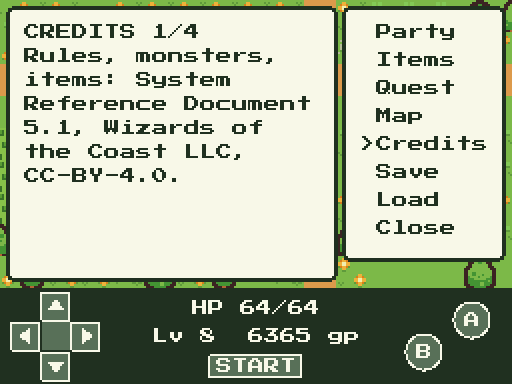 CREDITS 1/4
Rules, monsters,
items: System
Reference Document
5.1, Wizards of
the Coast LLC,
CC-BY-4.0.
Party
Items
Quest
Map
>Credits
Save
Load
Close
HP 64/64
Lv 8 6365 gp
START
A
B